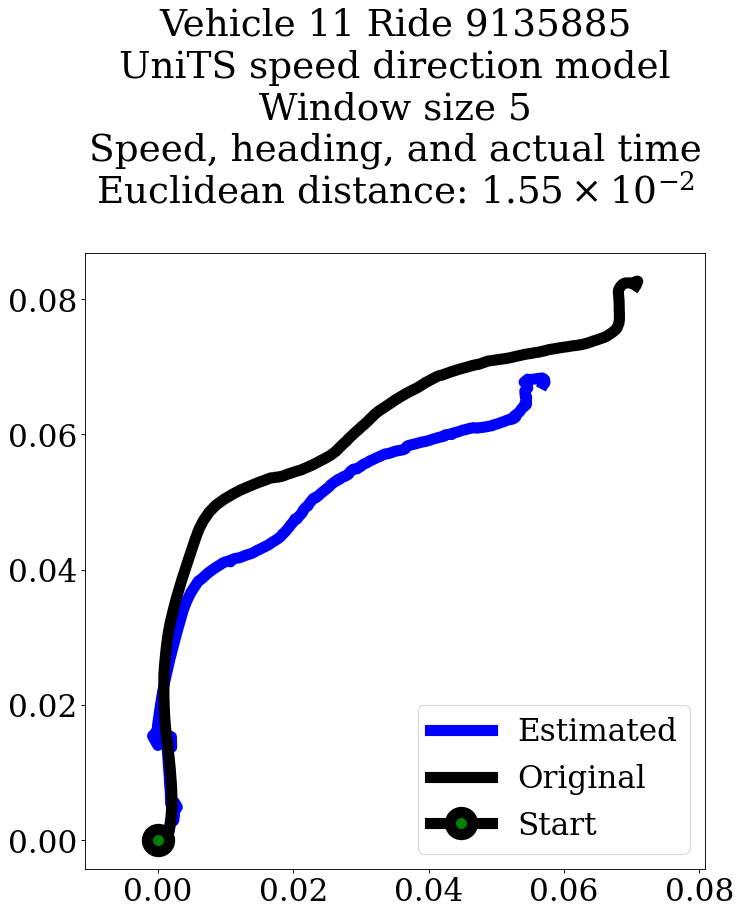 Vehicle 11 Ride 9135885
UniTS speed direction model
Window size 5
Speed, heading, and actual time
Euclidean distance: 1.55 × 10⁻²
0.08
0.06
0.04
0.02
0.00
Estimated
Original
Start
0.00 0.02 0.04 0.06 0.08